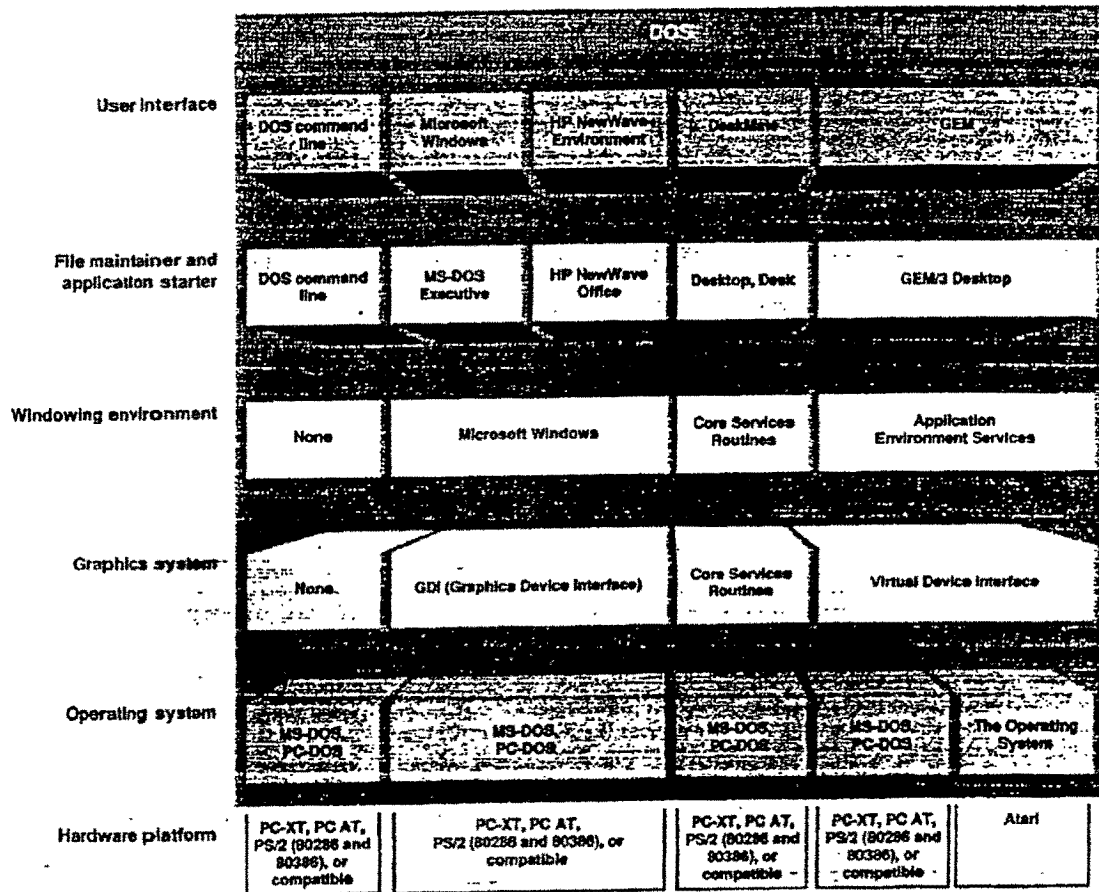 DOS
User interface
DOS command
line
Microsoft
Windows
HP NewWave
Environment
DeskMate
GEM
File maintainer and
application starter
DOS command
line
MS-DOS
Executive
HP NewWave
Office
Desktop, Desk
GEM/3 Desktop
Windowing environment
None
Microsoft Windows
Core Services
Routines
Application
Environment Services
Graphics system
None
GDI (Graphics Device Interface)
Core Services
Routines
Virtual Device Interface
Operating system
MS-DOS,
PC-DOS
MS-DOS,
PC-DOS
MS-DOS,
PC-DOS
MS-DOS,
PC-DOS
The Operating
System
Hardware platform
PC-XT, PC AT,
PS/2 (80286 and
80386), or
compatible
PC-XT, PC AT,
PS/2 (80286 and 80386), or
compatible
PC-XT, PC AT,
PS/2 (80286 and
80386), or
compatible
PC-XT, PC AT,
PS/2 (80286 and
80386), or
compatible
Atari